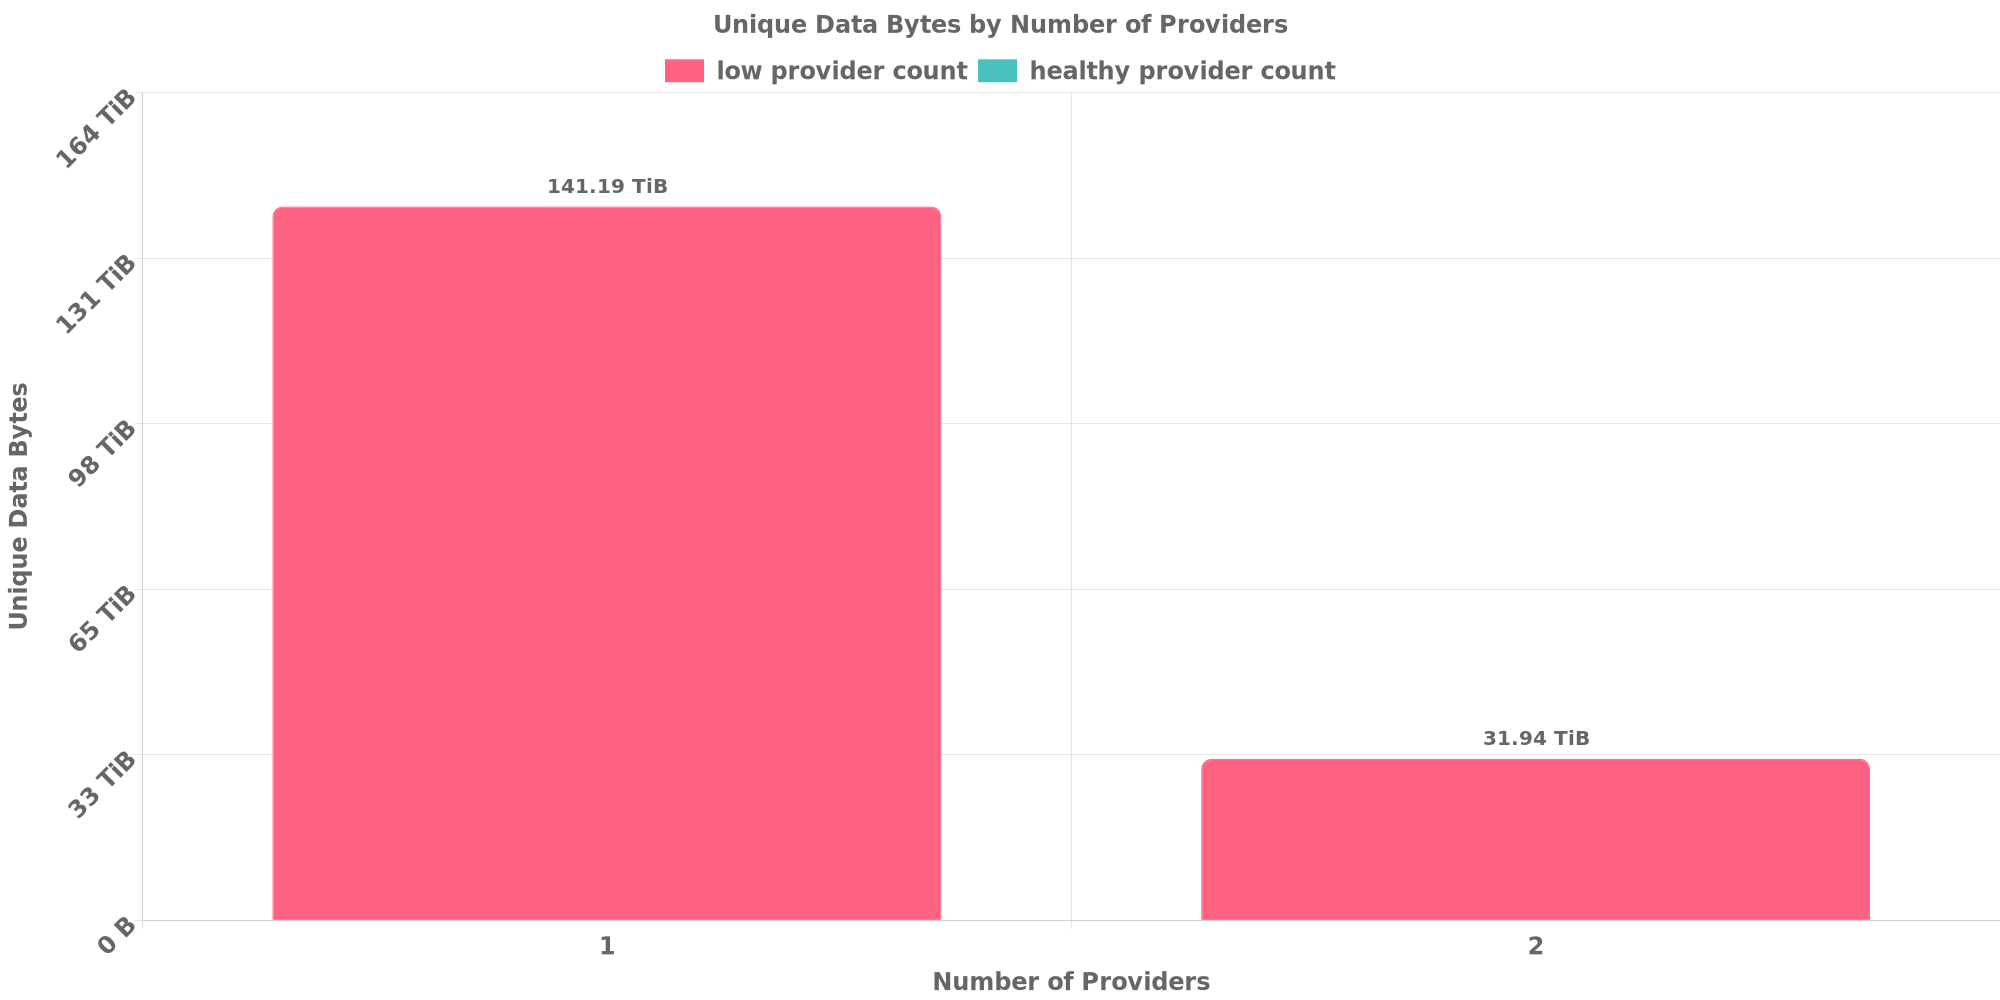 Unique Data Bytes by Number of Providers
low provider count healthy provider count
164 TiB
141.19 TiB
131 TiB
98 TiB
Unique Data Bytes
65 TiB
31.94 TiB
33 TiB
0 B
1 2
Number of Providers